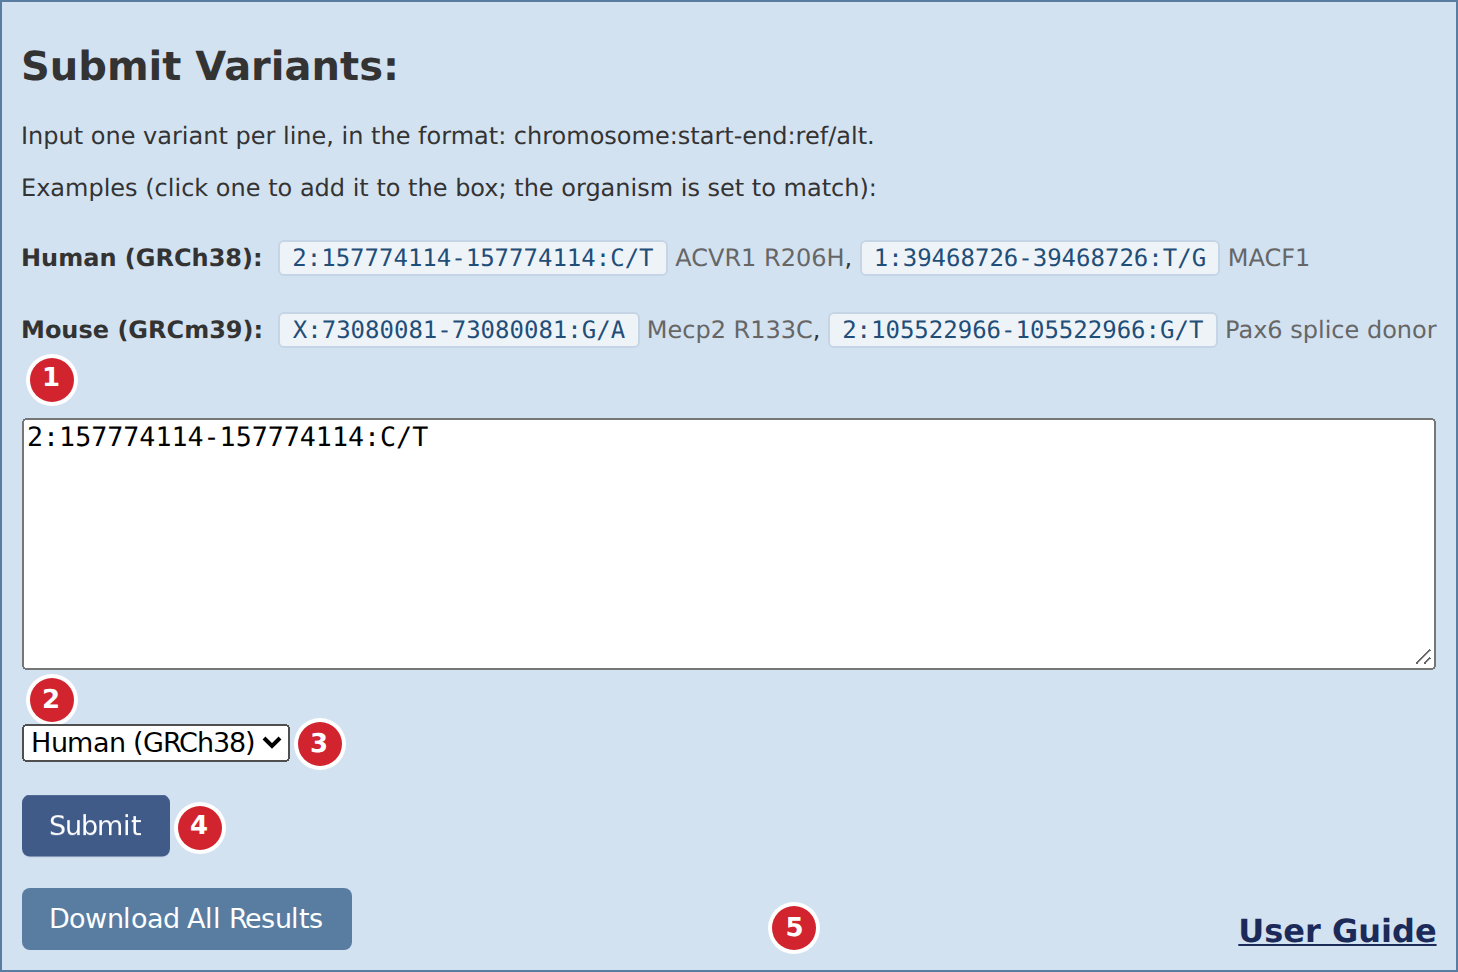 Submit Variants:
Input one variant per line, in the format: chromosome:start-end:ref/alt.
Examples (click one to add it to the box; the organism is set to match):
Human (GRCh38): 2:157774114-157774114:C/T ACVR1 R206H, 1:39468726-39468726:T/G MACF1
Mouse (GRCm39): X:73080081-73080081:G/A Mecp2 R133C, 2:105522966-105522966:G/T Pax6 splice donor
1
2:157774114-157774114:C/T
2
Human (GRCh38) 3
Submit 4
Download All Results 5 User Guide